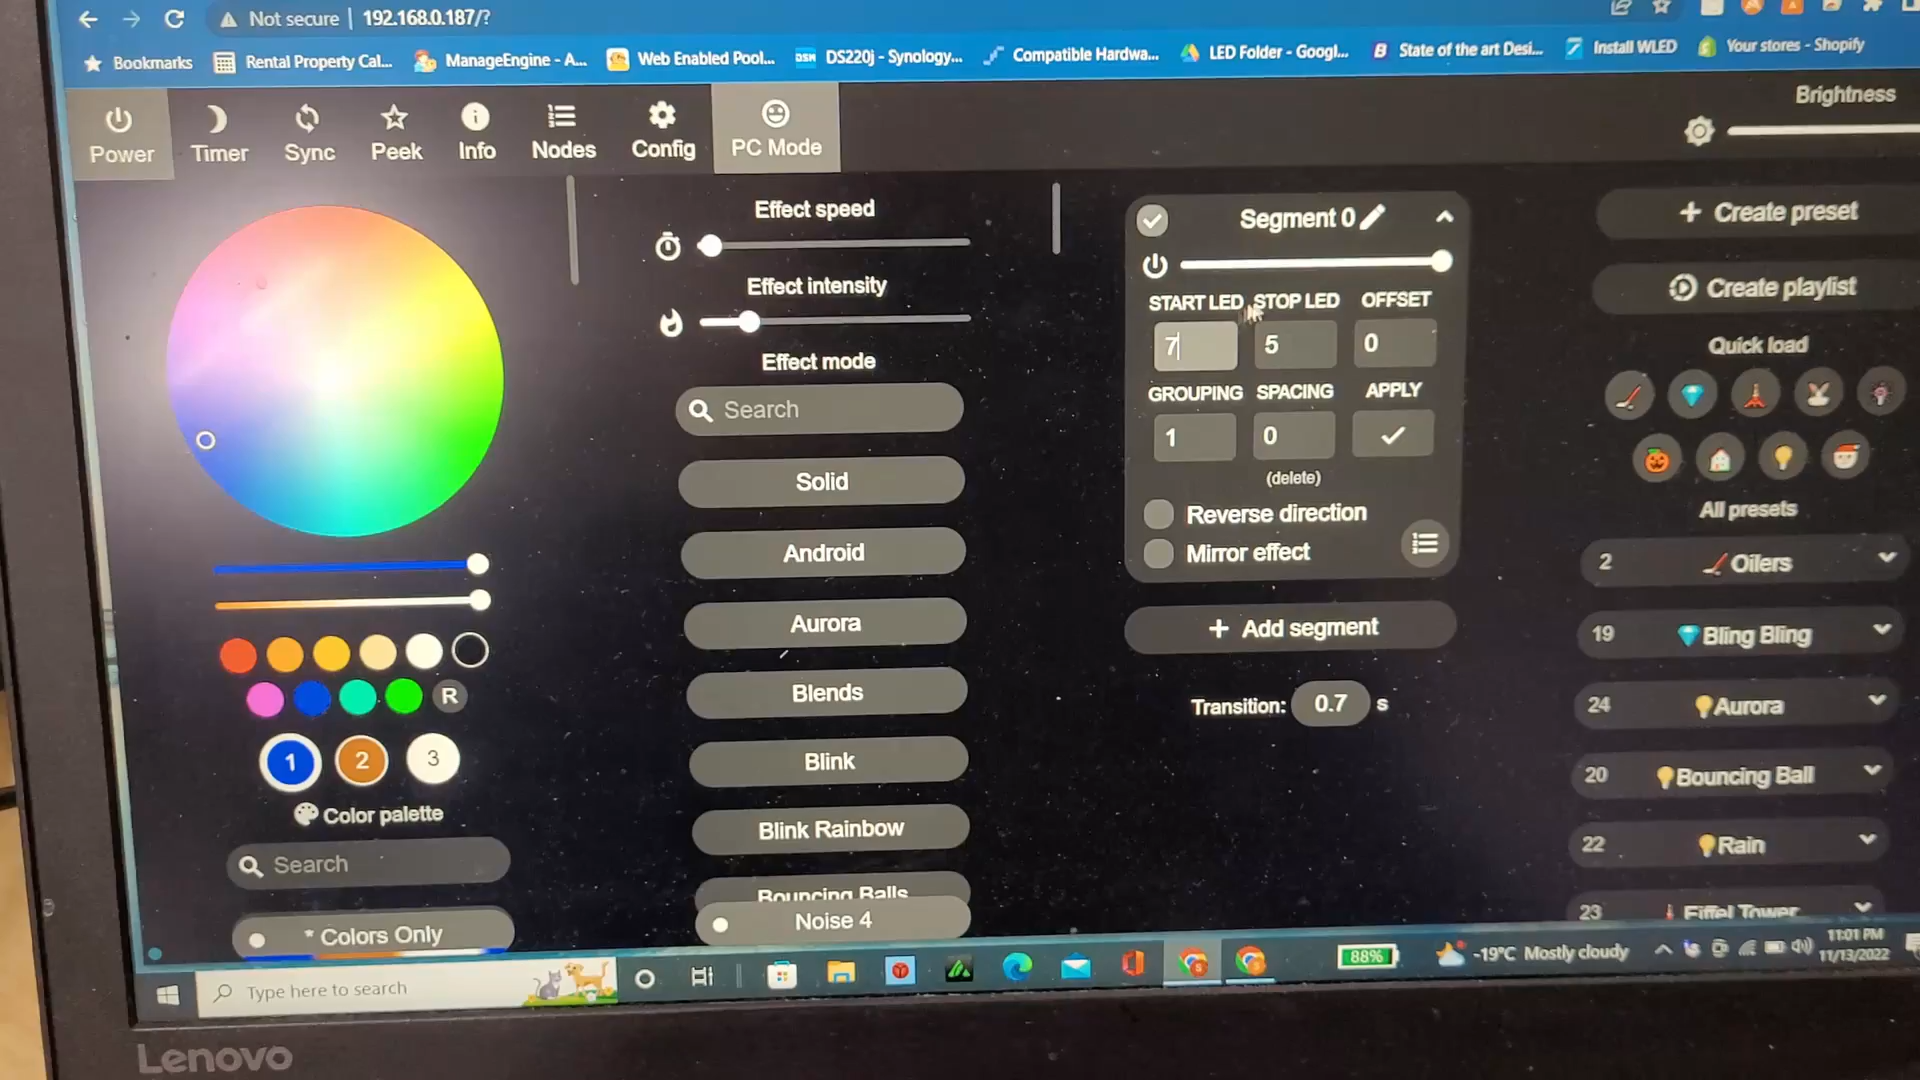 Not secure | 192.168.0.187/?
Bookmarks
Rental Property Cal...
ManageEngine - A...
Web Enabled Pool...
DSM
DS220j - Synology...
Compatible Hardwa...
LED Folder - Googl...
B
State of the art Desi...
Install WLED
Your stores - Shopify
Power
Timer
Sync
Peek
Info
Nodes
Config
PC Mode
Brightness
R
1
2
3
Color palette
Search
* Colors Only
Effect speed
Effect intensity
Effect mode
Search
Solid
Android
Aurora
Blends
Blink
Blink Rainbow
Bouncing Balls
Noise 4
Segment 0
START LED STOP LED OFFSET
7 5 0
GROUPING SPACING APPLY
1 0
(delete)
Reverse direction
Mirror effect
+ Add segment
Transition: 0.7 s
+ Create preset
Create playlist
Quick load
All presets
2 Oilers
19 Bling Bling
24 Aurora
20 Bouncing Ball
22 Rain
23 Eiffel Tower
Type here to search
88%
-19°C Mostly cloudy
11:01 PM
11/13/2022
Lenovo